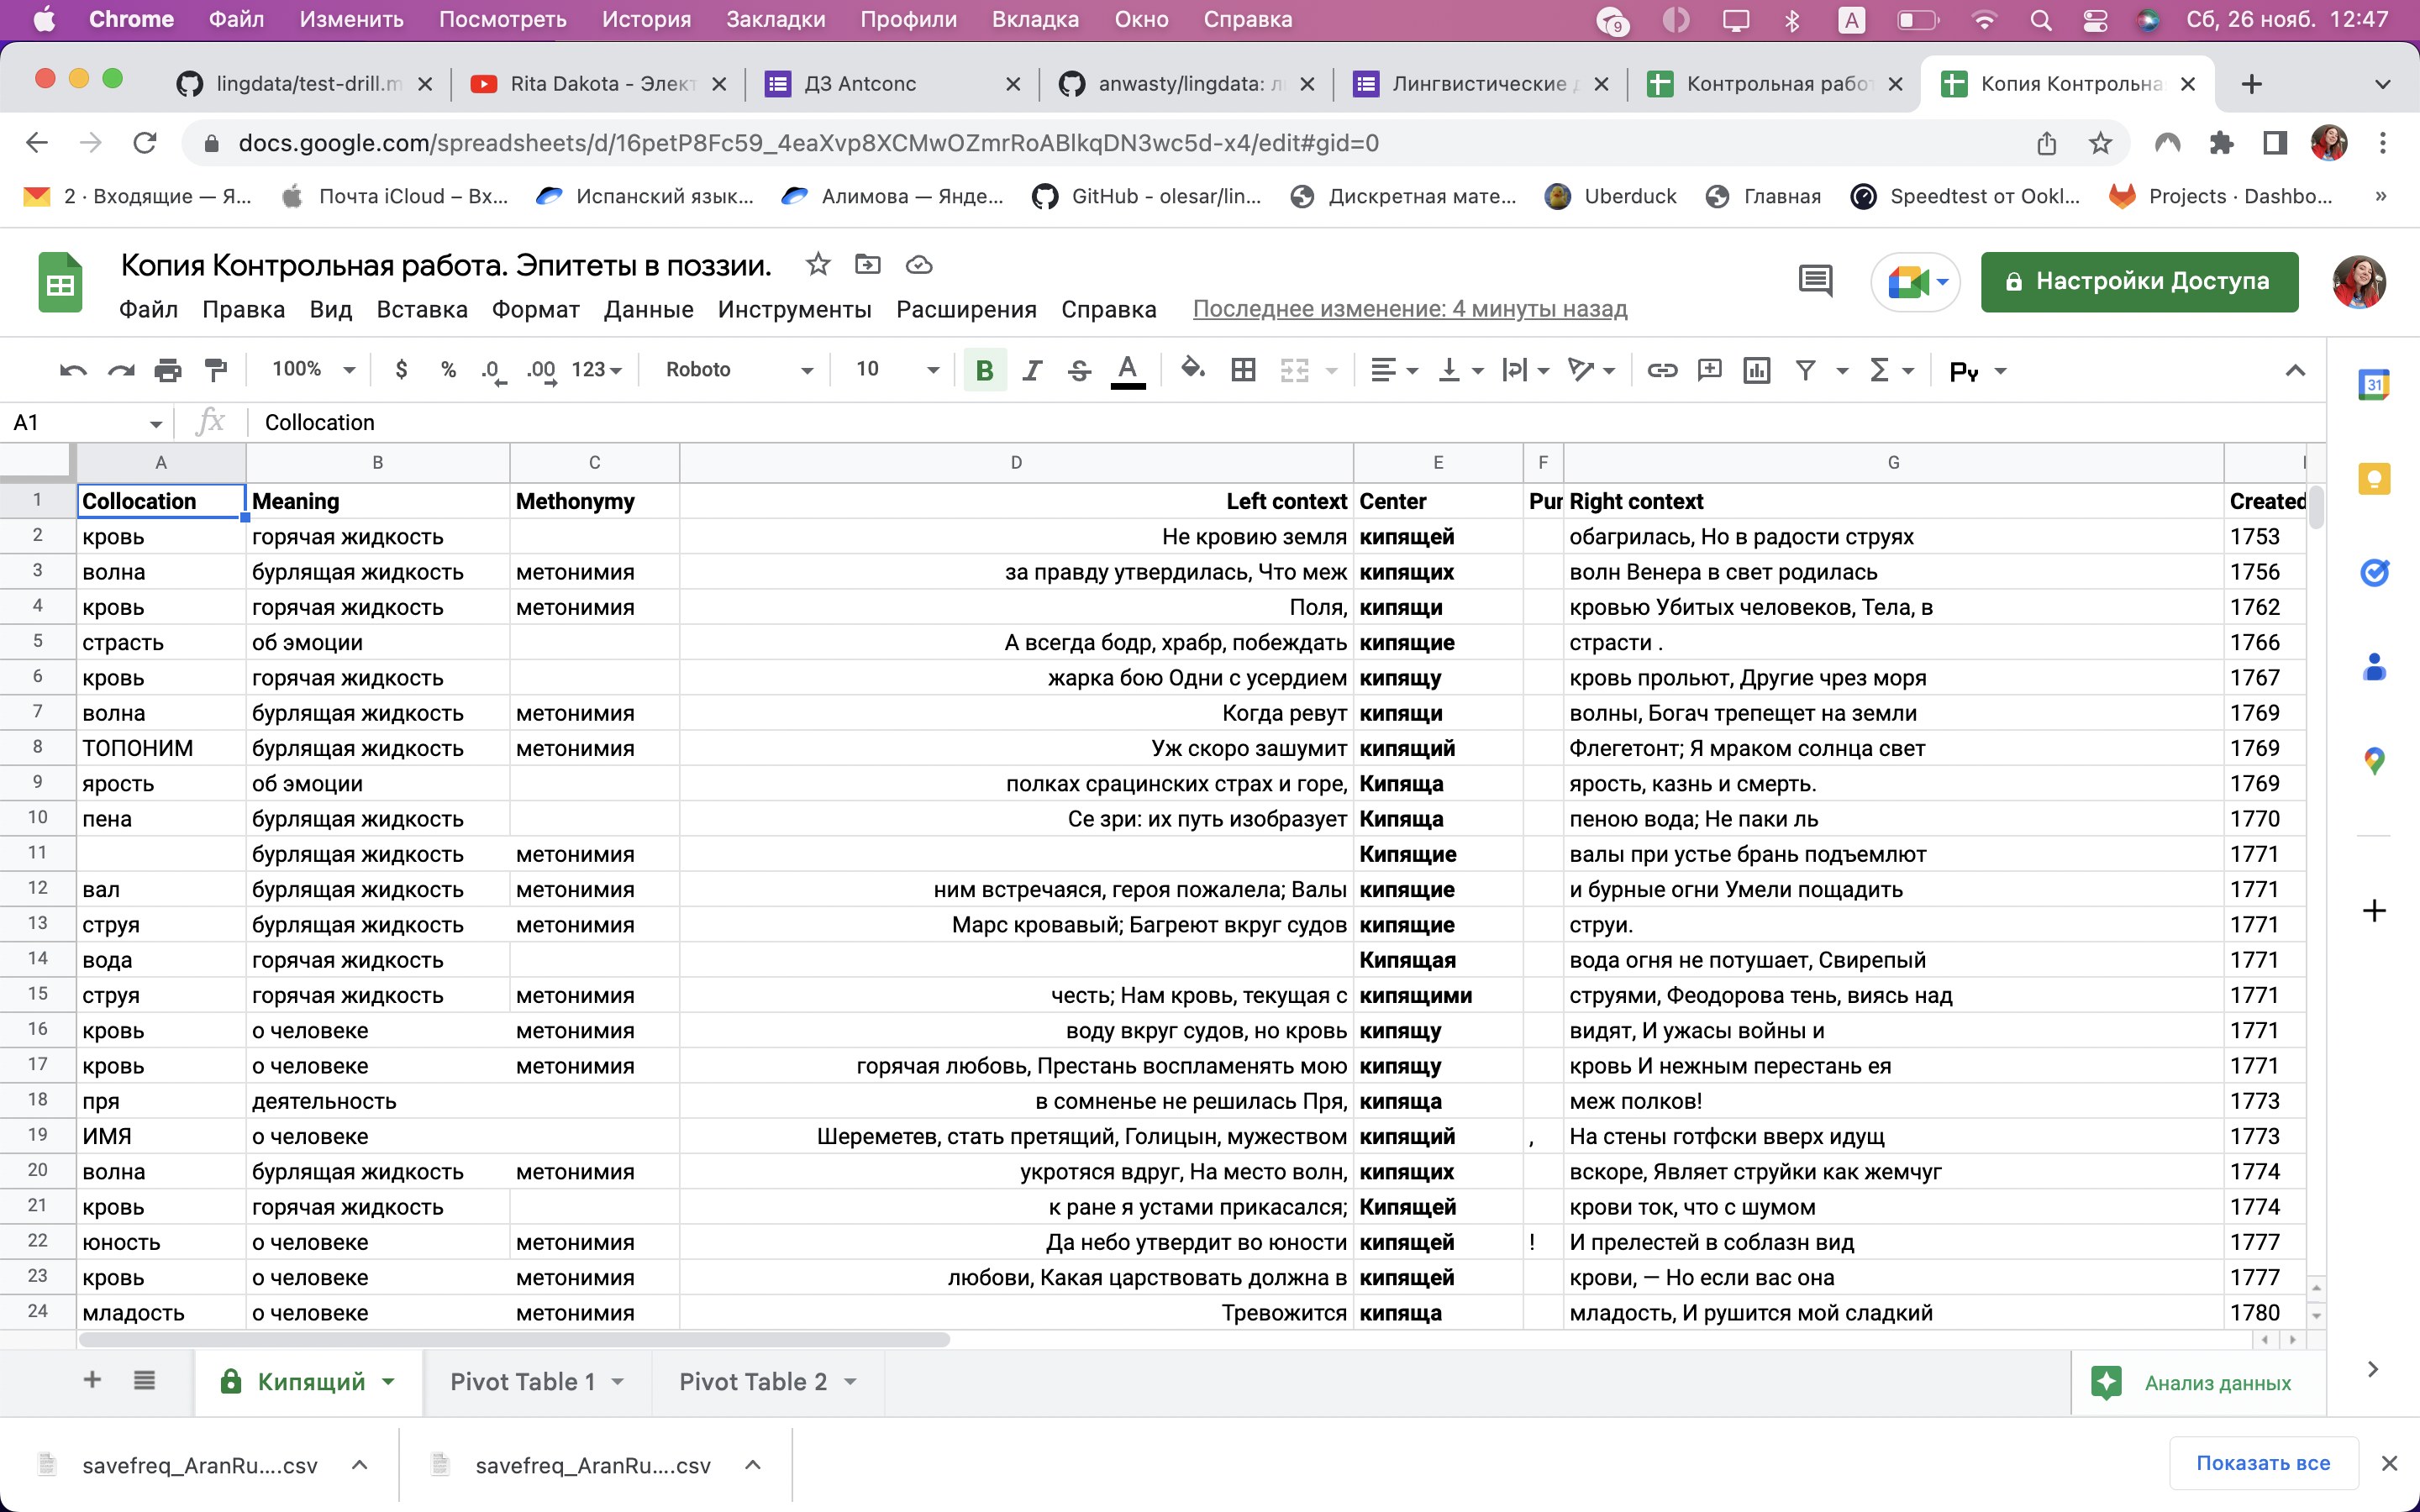 Chrome Файл Изменить Посмотреть История Закладки Профили Вкладка Окно Справка 9 A Сб, 26 нояб. 12:47
lingdata/test-drill.m Rita Dakota - Элект ДЗ Antconc anwasty/lingdata: л Лингвистические д Контрольная рабо Копия Контрольна
docs.google.com/spreadsheets/d/16petP8Fc59_4eaXvp8XCMwOZmrRoABlkqDN3wc5d-x4/edit#gid=0
2 · Входящие — Я... Почта iCloud – Вх... Испанский язык... Алимова — Янде... GitHub - olesar/lin... Дискретная мате... Uberduck Главная Speedtest от Ookl... Projects · Dashbo... »
Копия Контрольная работа. Эпитеты в поззии.
Настройки Доступа
Файл Правка Вид Вставка Формат Данные Инструменты Расширения Справка Последнее изменение: 4 минуты назад
100% $ % .0 .00 123 Roboto 10 B I S A Σ Py 31
A1 fx Collocation
A B C D E F G
1 Collocation Meaning Methonymy Left context Center Pur Right context Created
2 кровь горячая жидкость Не кровию земля кипящей обагрилась, Но в радости струях 1753
3 волна бурлящая жидкость метонимия за правду утвердилась, Что меж кипящих волн Венера в свет родилась 1756
4 кровь горячая жидкость метонимия Поля, кипящи кровью Убитых человеков, Тела, в 1762
5 страсть об эмоции А всегда бодр, храбр, побеждать кипящие страсти . 1766
6 кровь горячая жидкость жарка бою Одни с усердием кипящу кровь прольют, Другие чрез моря 1767
7 волна бурлящая жидкость метонимия Когда ревут кипящи волны, Богач трепещет на земли 1769
8 ТОПОНИМ бурлящая жидкость метонимия Уж скоро зашумит кипящий Флегетонт; Я мраком солнца свет 1769
9 ярость об эмоции полках срацинских страх и горе, Кипяща ярость, казнь и смерть. 1769
10 пена бурлящая жидкость Се зри: их путь изобразует Кипяща пеною вода; Не паки ль 1770
11 бурлящая жидкость метонимия Кипящие валы при устье брань подъемлют 1771
12 вал бурлящая жидкость метонимия ним встречаяся, героя пожалела; Валы кипящие и бурные огни Умели пощадить 1771
13 струя бурлящая жидкость метонимия Марс кровавый; Багреют вкруг судов кипящие струи. 1771
14 вода горячая жидкость Кипящая вода огня не потушает, Свирепый 1771
15 струя горячая жидкость метонимия честь; Нам кровь, текущая с кипящими струями, Феодорова тень, виясь над 1771
16 кровь о человеке метонимия воду вкруг судов, но кровь кипящу видят, И ужасы войны и 1771
17 кровь о человеке метонимия горячая любовь, Престань воспламенять мою кипящу кровь И нежным перестань ея 1771
18 пря деятельность в сомненье не решилась Пря, кипяща меж полков! 1773
19 ИМЯ о человеке Шереметев, стать претящий, Голицын, мужеством кипящий , На стены готфски вверх идущ 1773
20 волна бурлящая жидкость метонимия укротяся вдруг, На место волн, кипящих вскоре, Являет струйки как жемчуг 1774
21 кровь горячая жидкость к ране я устами прикасался; Кипящей крови ток, что с шумом 1774
22 юность о человеке метонимия Да небо утвердит во юности кипящей ! И прелестей в соблазн вид 1777
23 кровь о человеке метонимия любови, Какая царствовать должна в кипящей крови, — Но если вас она 1777
24 младость о человеке метонимия Тревожится кипяща младость, И рушится мой сладкий 1780
Кипящий Pivot Table 1 Pivot Table 2 Анализ данных
savefreq_AranRu....csv savefreq_AranRu....csv Показать все